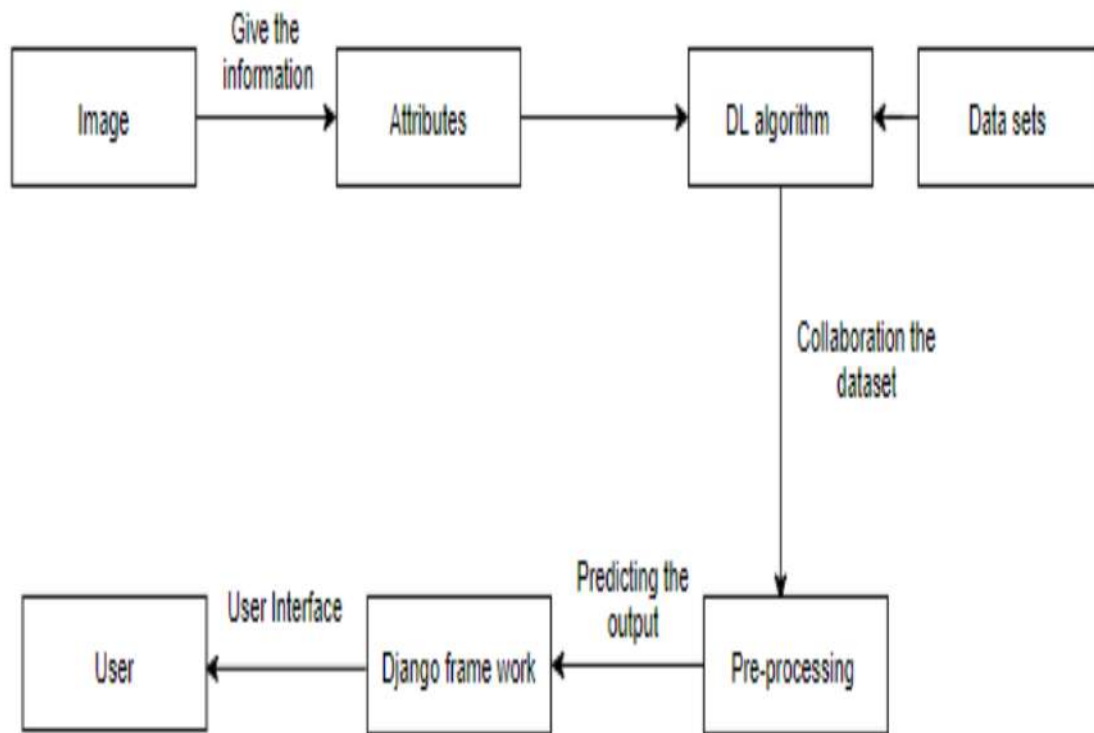 Give the
information
Image
Attributes
DL algorithm
Data sets
Collaboration the
dataset
Predicting the
output
User Interface
User
Django frame work
Pre-processing